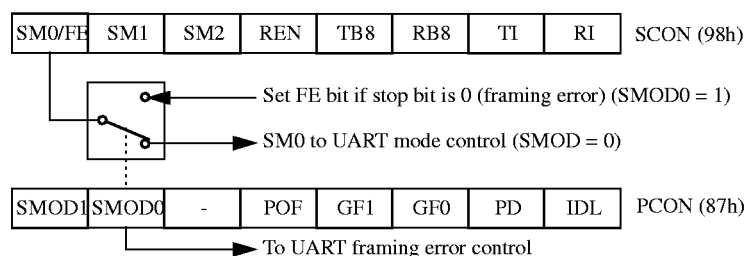 SM0/FE SM1 SM2 REN TB8 RB8 TI RI SCON (98h)
Set FE bit if stop bit is 0 (framing error) (SMOD0 = 1)
SM0 to UART mode control (SMOD = 0)
SMOD1 SMOD0 - POF GF1 GF0 PD IDL PCON (87h)
To UART framing error control